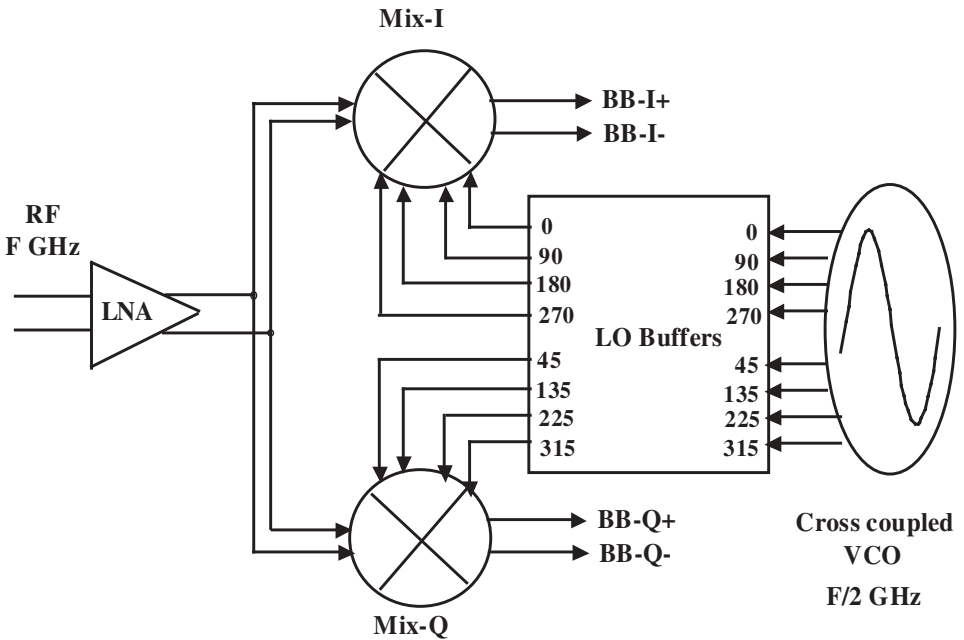 Mix-I
BB-I+
BB-I-
RF
F GHz
LNA
0
90
180
270
45
135
225
315
LO Buffers
0
90
180
270
45
135
225
315
BB-Q+
BB-Q-
Mix-Q
Cross coupled
VCO
F/2 GHz